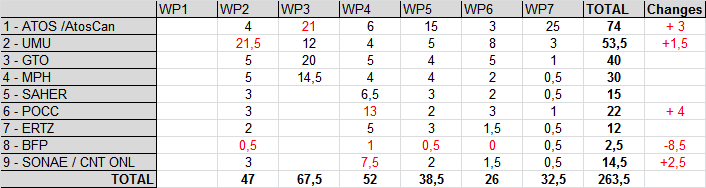 WP1 WP2 WP3 WP4 WP5 WP6 WP7 TOTAL Changes
1 - ATOS /AtosCan 4 21 6 15 3 25 74 + 3
2 - UMU 21,5 12 4 5 8 3 53,5 +1,5
3 - GTO 5 20 5 4 5 1 40
4 - MPH 5 14,5 4 4 2 0,5 30
5 - SAHER 3 6,5 3 2 0,5 15
6 - POCC 3 13 2 3 1 22 + 4
7 - ERTZ 2 5 3 1,5 0,5 12
8 - BFP 0,5 1 0,5 0 0,5 2,5 -8,5
9 - SONAE / CNT ONL 3 7,5 2 1,5 0,5 14,5 +2,5
TOTAL 47 67,5 52 38,5 26 32,5 263,5